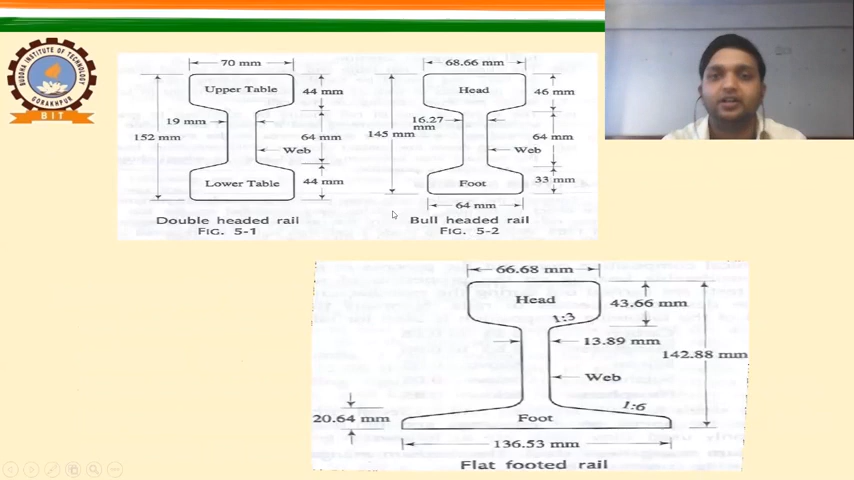 BUDDHA INSTITUTE OF TECHNOLOGY
GORAKHPUR
BIT
70 mm
Upper Table
44 mm
19 mm
152 mm
64 mm
Web
Lower Table
44 mm
Double headed rail
FIG. 5-1
68.66 mm
Head
46 mm
16.27
mm
145 mm
64 mm
Web
Foot
33 mm
64 mm
Bull headed rail
FIG. 5-2
66.68 mm
Head
43.66 mm
1:3
13.89 mm
142.88 mm
Web
1:6
20.64 mm
Foot
136.53 mm
Flat footed rail